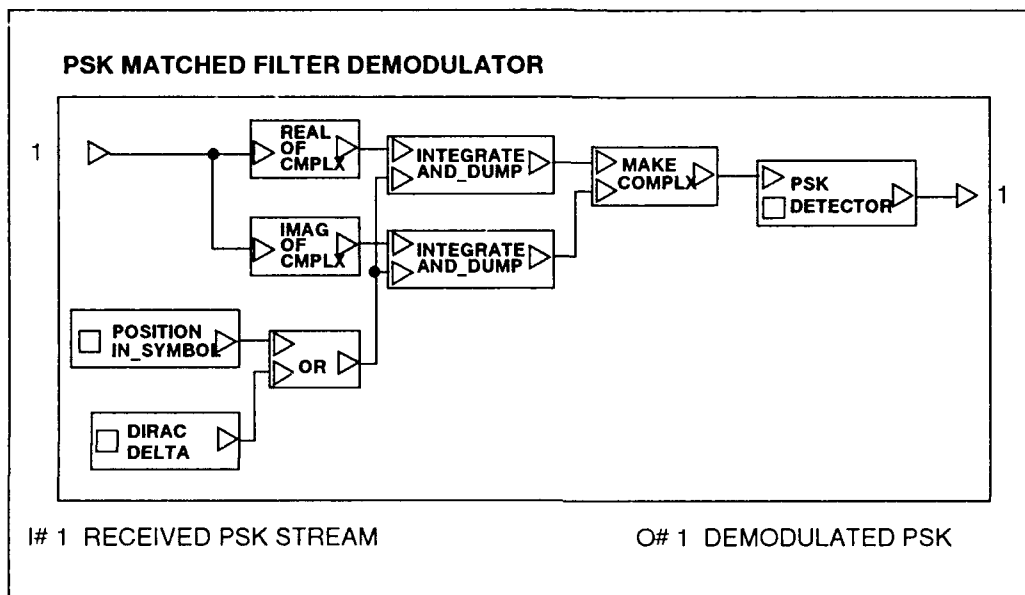 PSK MATCHED FILTER DEMODULATOR
1
REAL
OF
CMPLX
INTEGRATE
AND_DUMP
MAKE
COMPLX
PSK
DETECTOR
1
IMAG
OF
CMPLX
INTEGRATE
AND_DUMP
POSITION
IN_SYMBOL
OR
DIRAC
DELTA
I# 1 RECEIVED PSK STREAM
O# 1 DEMODULATED PSK